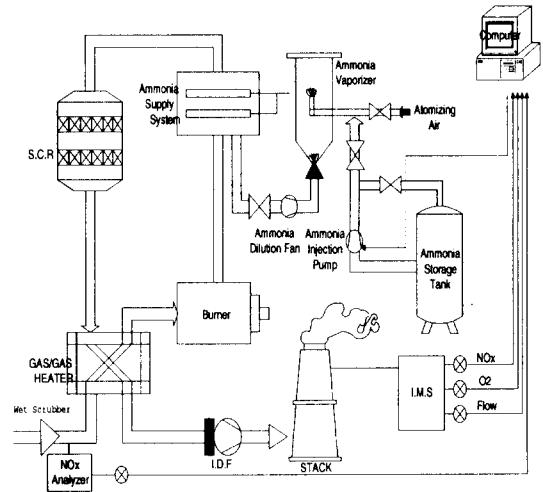 Computer
Ammonia
Vaporizer
Ammonia
Supply
System
Atomizing
Air
S.C.R
Ammonia
Dilution Fan
Ammonia
Injection
Pump
Ammonia
Storage
Tank
Burner
GAS/GAS
HEATER
NOx
I.M.S
O2
Flow
Wet Scrubber
I.D.F
STACK
NOx
Analyzer